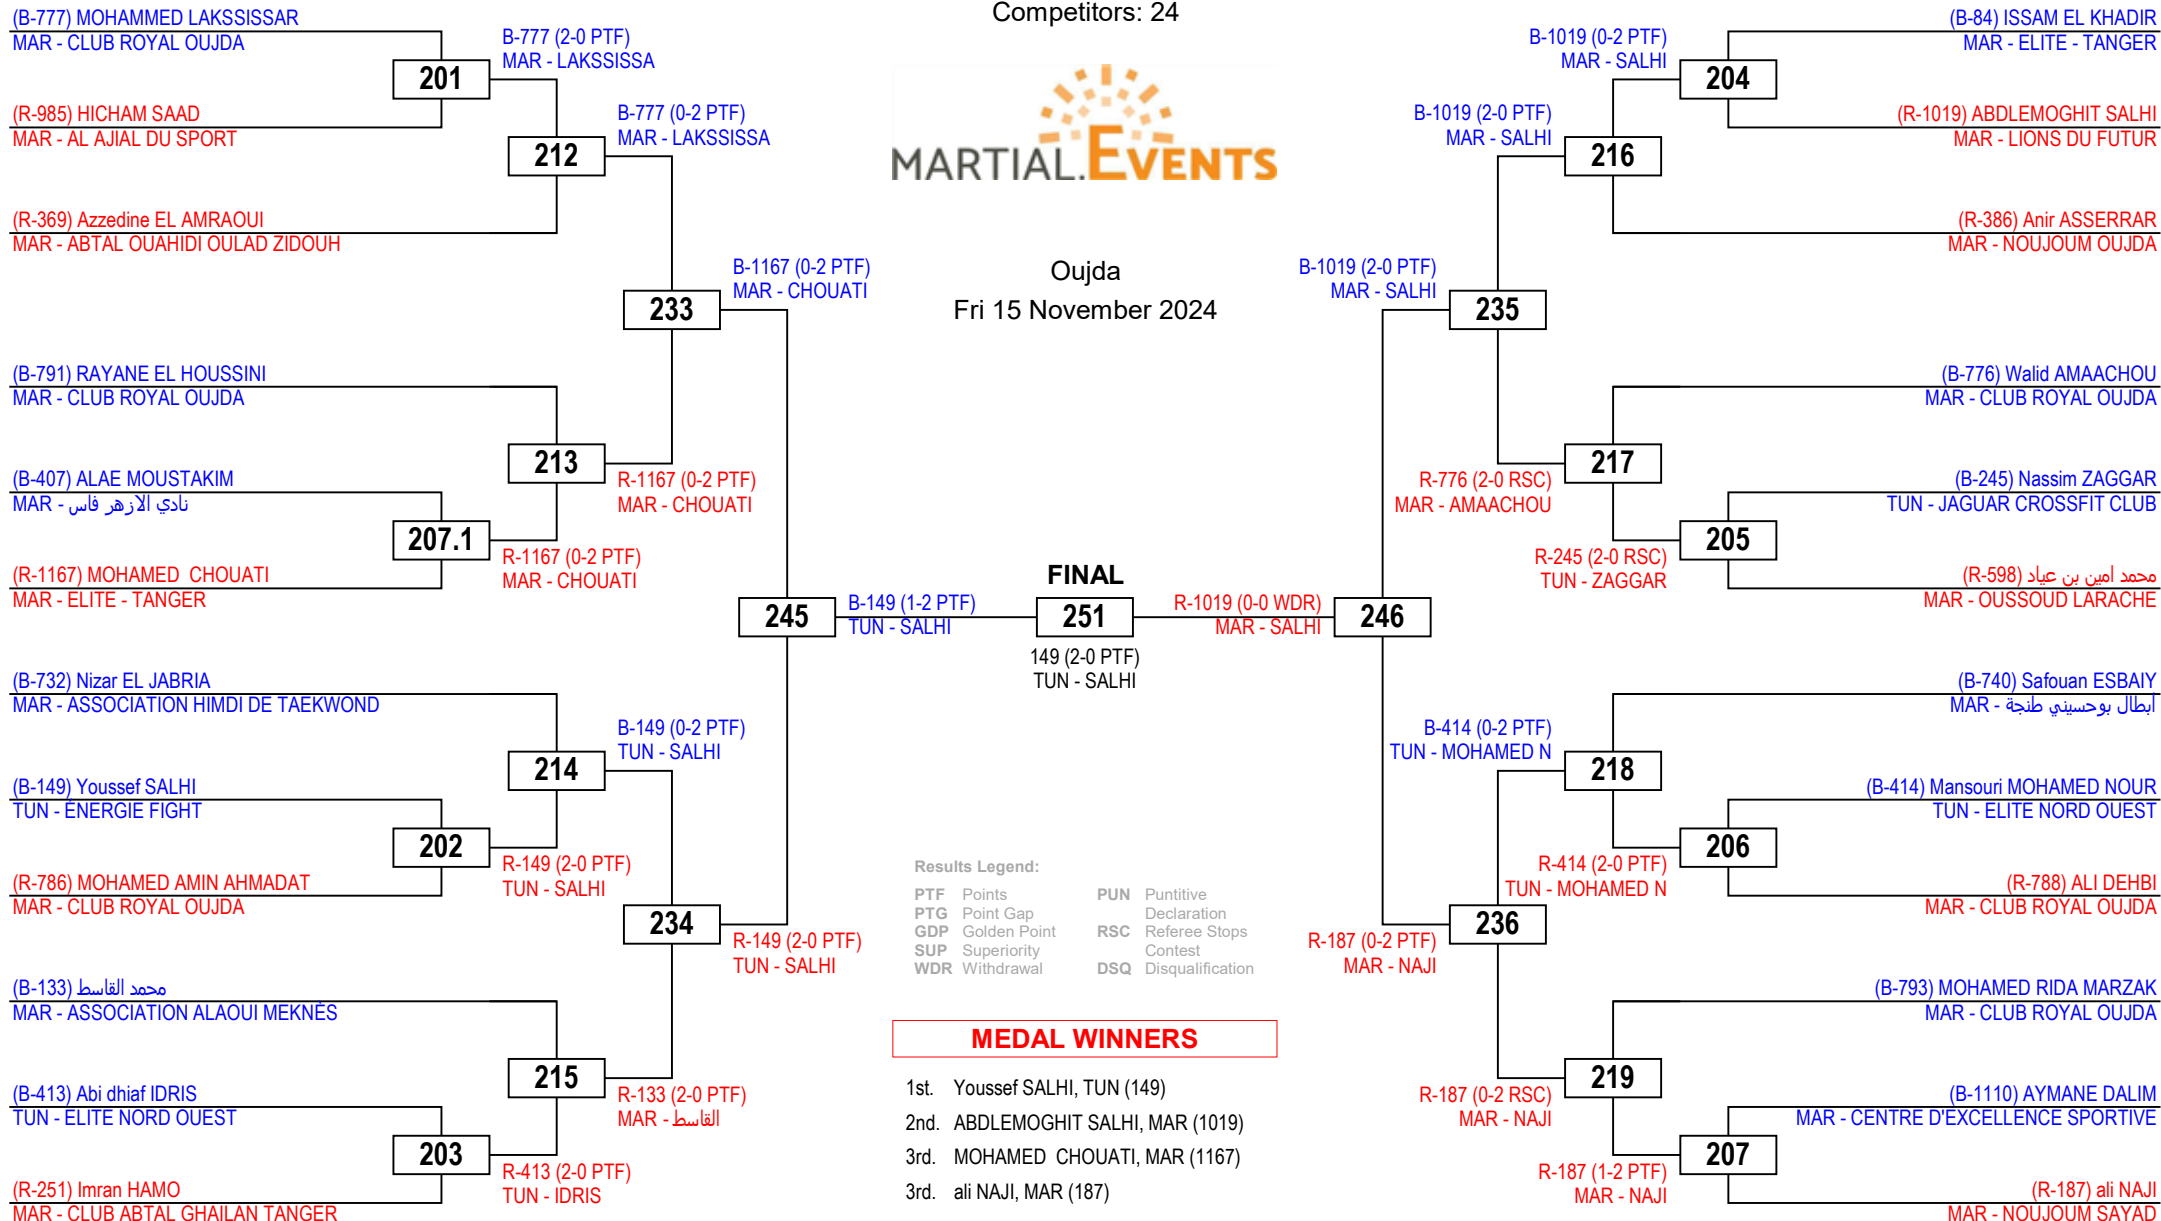 Competitors: 24
MARTIAL.EVENTS
Oujda
Fri 15 November 2024
(B-777) MOHAMMED LAKSSISSAR
MAR - CLUB ROYAL OUJDA
B-777 (2-0 PTF)
MAR - LAKSSISSA
201
(R-985) HICHAM SAAD
MAR - AL AJIAL DU SPORT
B-777 (0-2 PTF)
MAR - LAKSSISSA
212
(R-369) Azzedine EL AMRAOUI
MAR - ABTAL OUAHIDI OULAD ZIDOUH
B-1167 (0-2 PTF)
MAR - CHOUATI
233
(B-791) RAYANE EL HOUSSINI
MAR - CLUB ROYAL OUJDA
213
R-1167 (0-2 PTF)
MAR - CHOUATI
(B-407) ALAE MOUSTAKIM
MAR - نادي الازهر فاس
207.1
R-1167 (0-2 PTF)
MAR - CHOUATI
(R-1167) MOHAMED  CHOUATI
MAR - ELITE - TANGER
245
B-149 (1-2 PTF)
TUN - SALHI
(B-732) Nizar EL JABRIA
MAR - ASSOCIATION HIMDI DE TAEKWOND
B-149 (0-2 PTF)
TUN - SALHI
214
(B-149) Youssef SALHI
TUN - ÉNERGIE FIGHT
202
R-149 (2-0 PTF)
TUN - SALHI
(R-786) MOHAMED AMIN AHMADAT
MAR - CLUB ROYAL OUJDA
234
R-149 (2-0 PTF)
TUN - SALHI
(B-133) محمد القاسط
MAR - ASSOCIATION ALAOUI MEKNÈS
215
R-133 (2-0 PTF)
MAR - القاسط
(B-413) Abi dhiaf IDRIS
TUN - ELITE NORD OUEST
203
R-413 (2-0 PTF)
TUN - IDRIS
(R-251) Imran HAMO
MAR - CLUB ABTAL GHAILAN TANGER
FINAL
251
149 (2-0 PTF)
TUN - SALHI
(B-84) ISSAM EL KHADIR
MAR - ELITE - TANGER
B-1019 (0-2 PTF)
MAR - SALHI
204
(R-1019) ABDLEMOGHIT SALHI
MAR - LIONS DU FUTUR
B-1019 (2-0 PTF)
MAR - SALHI
216
(R-386) Anir ASSERRAR
MAR - NOUJOUM OUJDA
B-1019 (2-0 PTF)
MAR - SALHI
235
(B-776) Walid AMAACHOU
MAR - CLUB ROYAL OUJDA
217
R-776 (2-0 RSC)
MAR - AMAACHOU
(B-245) Nassim ZAGGAR
TUN - JAGUAR CROSSFIT CLUB
205
R-245 (2-0 RSC)
TUN - ZAGGAR
(R-598) محمد امين بن عياد
MAR - OUSSOUD LARACHE
R-1019 (0-0 WDR)
MAR - SALHI
246
(B-740) Safouan ESBAIY
MAR - أبطال بوحسيني طنجة
B-414 (0-2 PTF)
TUN - MOHAMED N
218
(B-414) Mansouri MOHAMED NOUR
TUN - ELITE NORD OUEST
206
R-414 (2-0 PTF)
TUN - MOHAMED N
(R-788) ALI DEHBI
MAR - CLUB ROYAL OUJDA
236
R-187 (0-2 PTF)
MAR - NAJI
(B-793) MOHAMED RIDA MARZAK
MAR - CLUB ROYAL OUJDA
219
R-187 (0-2 RSC)
MAR - NAJI
(B-1110) AYMANE DALIM
MAR - CENTRE D'EXCELLENCE SPORTIVE
207
R-187 (1-2 PTF)
MAR - NAJI
(R-187) ali NAJI
MAR - NOUJOUM SAYAD
Results Legend:
PTF Points
PTG Point Gap
GDP Golden Point
SUP Superiority
WDR Withdrawal
PUN Puntitive
Declaration
RSC Referee Stops
Contest
DSQ Disqualification
MEDAL WINNERS
1st. Youssef SALHI, TUN (149)
2nd. ABDLEMOGHIT SALHI, MAR (1019)
3rd. MOHAMED  CHOUATI, MAR (1167)
3rd. ali NAJI, MAR (187)